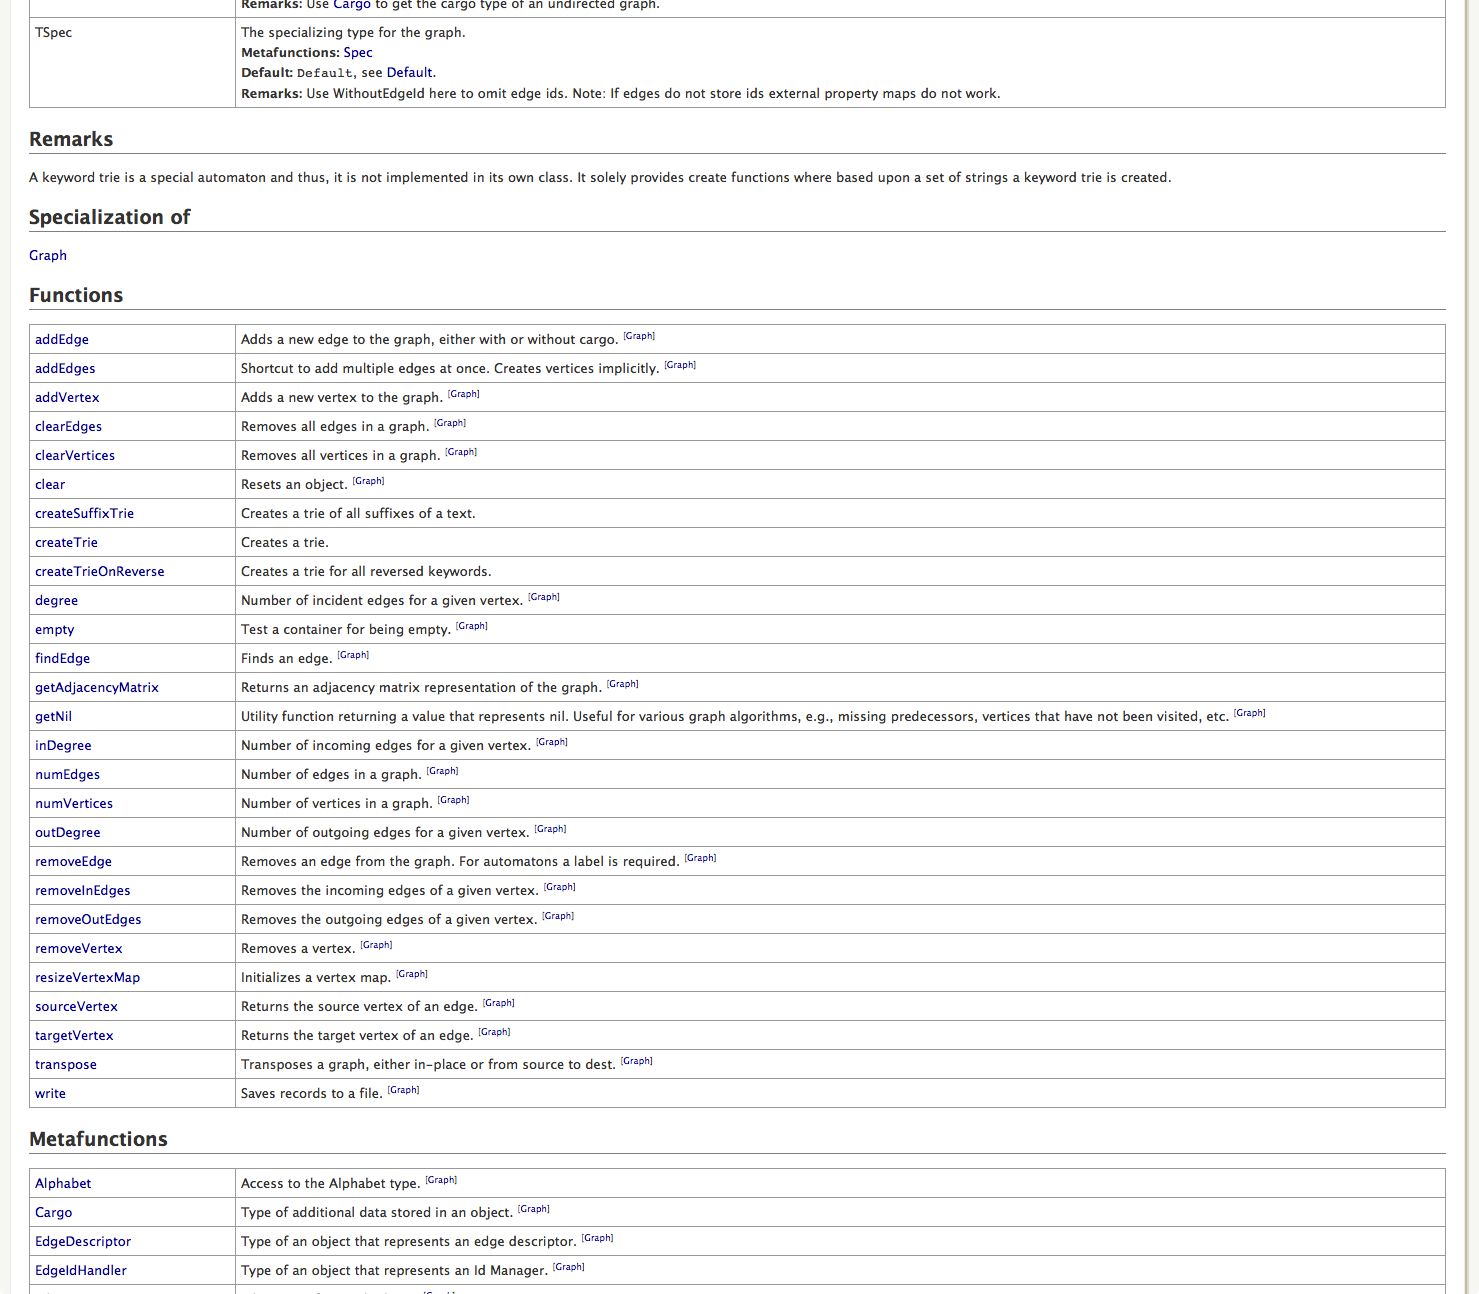 Remarks: Use Cargo to get the cargo type of an undirected graph.
TSpec The specializing type for the graph.
Metafunctions: Spec
Default: Default, see Default.
Remarks: Use WithoutEdgeId here to omit edge ids. Note: If edges do not store ids external property maps do not work.
Remarks
A keyword trie is a special automaton and thus, it is not implemented in its own class. It solely provides create functions where based upon a set of strings a keyword trie is created.
Specialization of
Graph
Functions
addEdge Adds a new edge to the graph, either with or without cargo. [Graph]
addEdges Shortcut to add multiple edges at once. Creates vertices implicitly. [Graph]
addVertex Adds a new vertex to the graph. [Graph]
clearEdges Removes all edges in a graph. [Graph]
clearVertices Removes all vertices in a graph. [Graph]
clear Resets an object. [Graph]
createSuffixTrie Creates a trie of all suffixes of a text.
createTrie Creates a trie.
createTrieOnReverse Creates a trie for all reversed keywords.
degree Number of incident edges for a given vertex. [Graph]
empty Test a container for being empty. [Graph]
findEdge Finds an edge. [Graph]
getAdjacencyMatrix Returns an adjacency matrix representation of the graph. [Graph]
getNil Utility function returning a value that represents nil. Useful for various graph algorithms, e.g., missing predecessors, vertices that have not been visited, etc. [Graph]
inDegree Number of incoming edges for a given vertex. [Graph]
numEdges Number of edges in a graph. [Graph]
numVertices Number of vertices in a graph. [Graph]
outDegree Number of outgoing edges for a given vertex. [Graph]
removeEdge Removes an edge from the graph. For automatons a label is required. [Graph]
removeInEdges Removes the incoming edges of a given vertex. [Graph]
removeOutEdges Removes the outgoing edges of a given vertex. [Graph]
removeVertex Removes a vertex. [Graph]
resizeVertexMap Initializes a vertex map. [Graph]
sourceVertex Returns the source vertex of an edge. [Graph]
targetVertex Returns the target vertex of an edge. [Graph]
transpose Transposes a graph, either in-place or from source to dest. [Graph]
write Saves records to a file. [Graph]
Metafunctions
Alphabet Access to the Alphabet type. [Graph]
Cargo Type of additional data stored in an object. [Graph]
EdgeDescriptor Type of an object that represents an edge descriptor. [Graph]
EdgeIdHandler Type of an object that represents an Id Manager. [Graph]